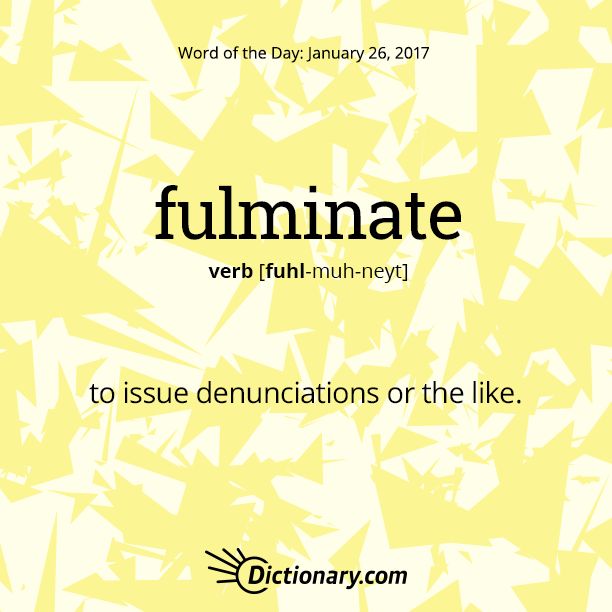 Word of the Day: January 26, 2017
fulminate
verb [fuhl-muh-neyt]
to issue denunciations or the like.
Dictionary.com